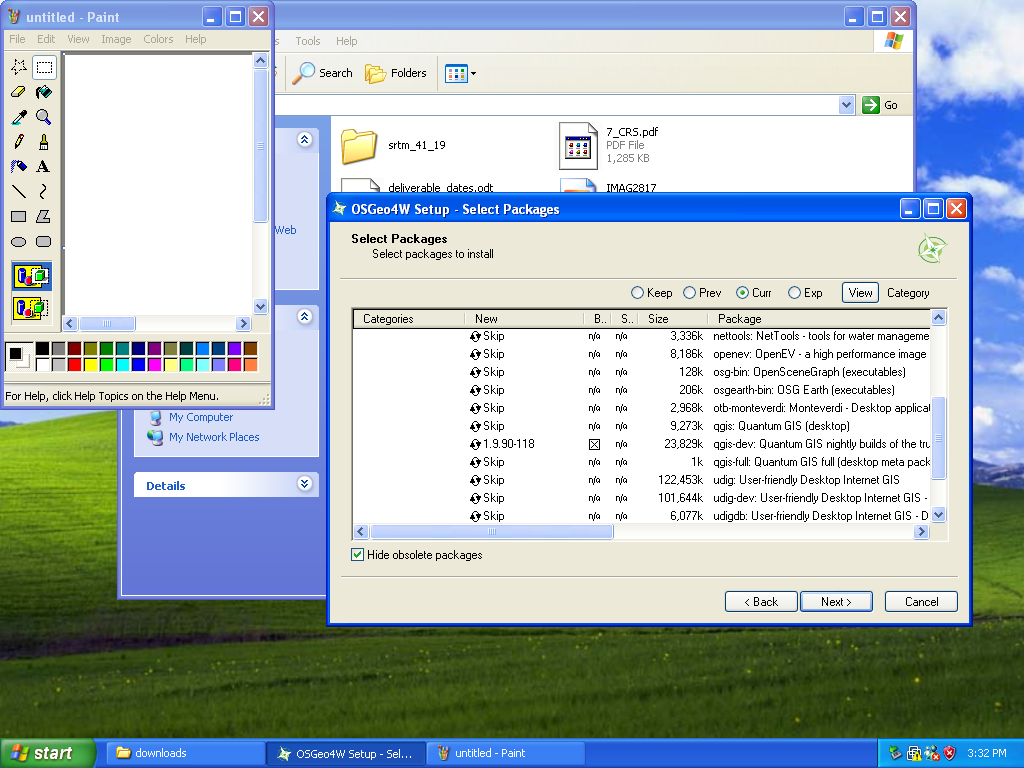 untitled - Paint
File Edit View Image Colors Help
For Help, click Help Topics on the Help Menu.
Tools Help
Search Folders
Go
srtm_41_19
7_CRS.pdf
PDF File
1,285 KB
deliverable_dates.odt
IMAG2817
Web
My Computer
My Network Places
Details
OSGeo4W Setup - Select Packages
Select Packages
Select packages to install
Keep Prev Curr Exp View Category
Categories New B.. S.. Size Package
Skip n/a n/a 3,336k nettools: NetTools - tools for water manageme
Skip n/a n/a 8,186k openev: OpenEV - a high performance image
Skip n/a n/a 128k osg-bin: OpenSceneGraph (executables)
Skip n/a n/a 206k osgearth-bin: OSG Earth (executables)
Skip n/a n/a 2,968k otb-monteverdi: Monteverdi - Desktop applicat
Skip n/a n/a 9,273k qgis: Quantum GIS (desktop)
1.9.90-118 n/a 23,829k qgis-dev: Quantum GIS nightly builds of the tru
Skip n/a n/a 1k qgis-full: Quantum GIS full (desktop meta pack
Skip n/a n/a 122,453k udig: User-friendly Desktop Internet GIS
Skip n/a n/a 101,644k udig-dev: User-friendly Desktop Internet GIS -
Skip n/a n/a 6,077k udigdb: User-friendly Desktop Internet GIS - D
Hide obsolete packages
< Back Next > Cancel
start downloads OSGeo4W Setup - Sel... untitled - Paint 3:32 PM